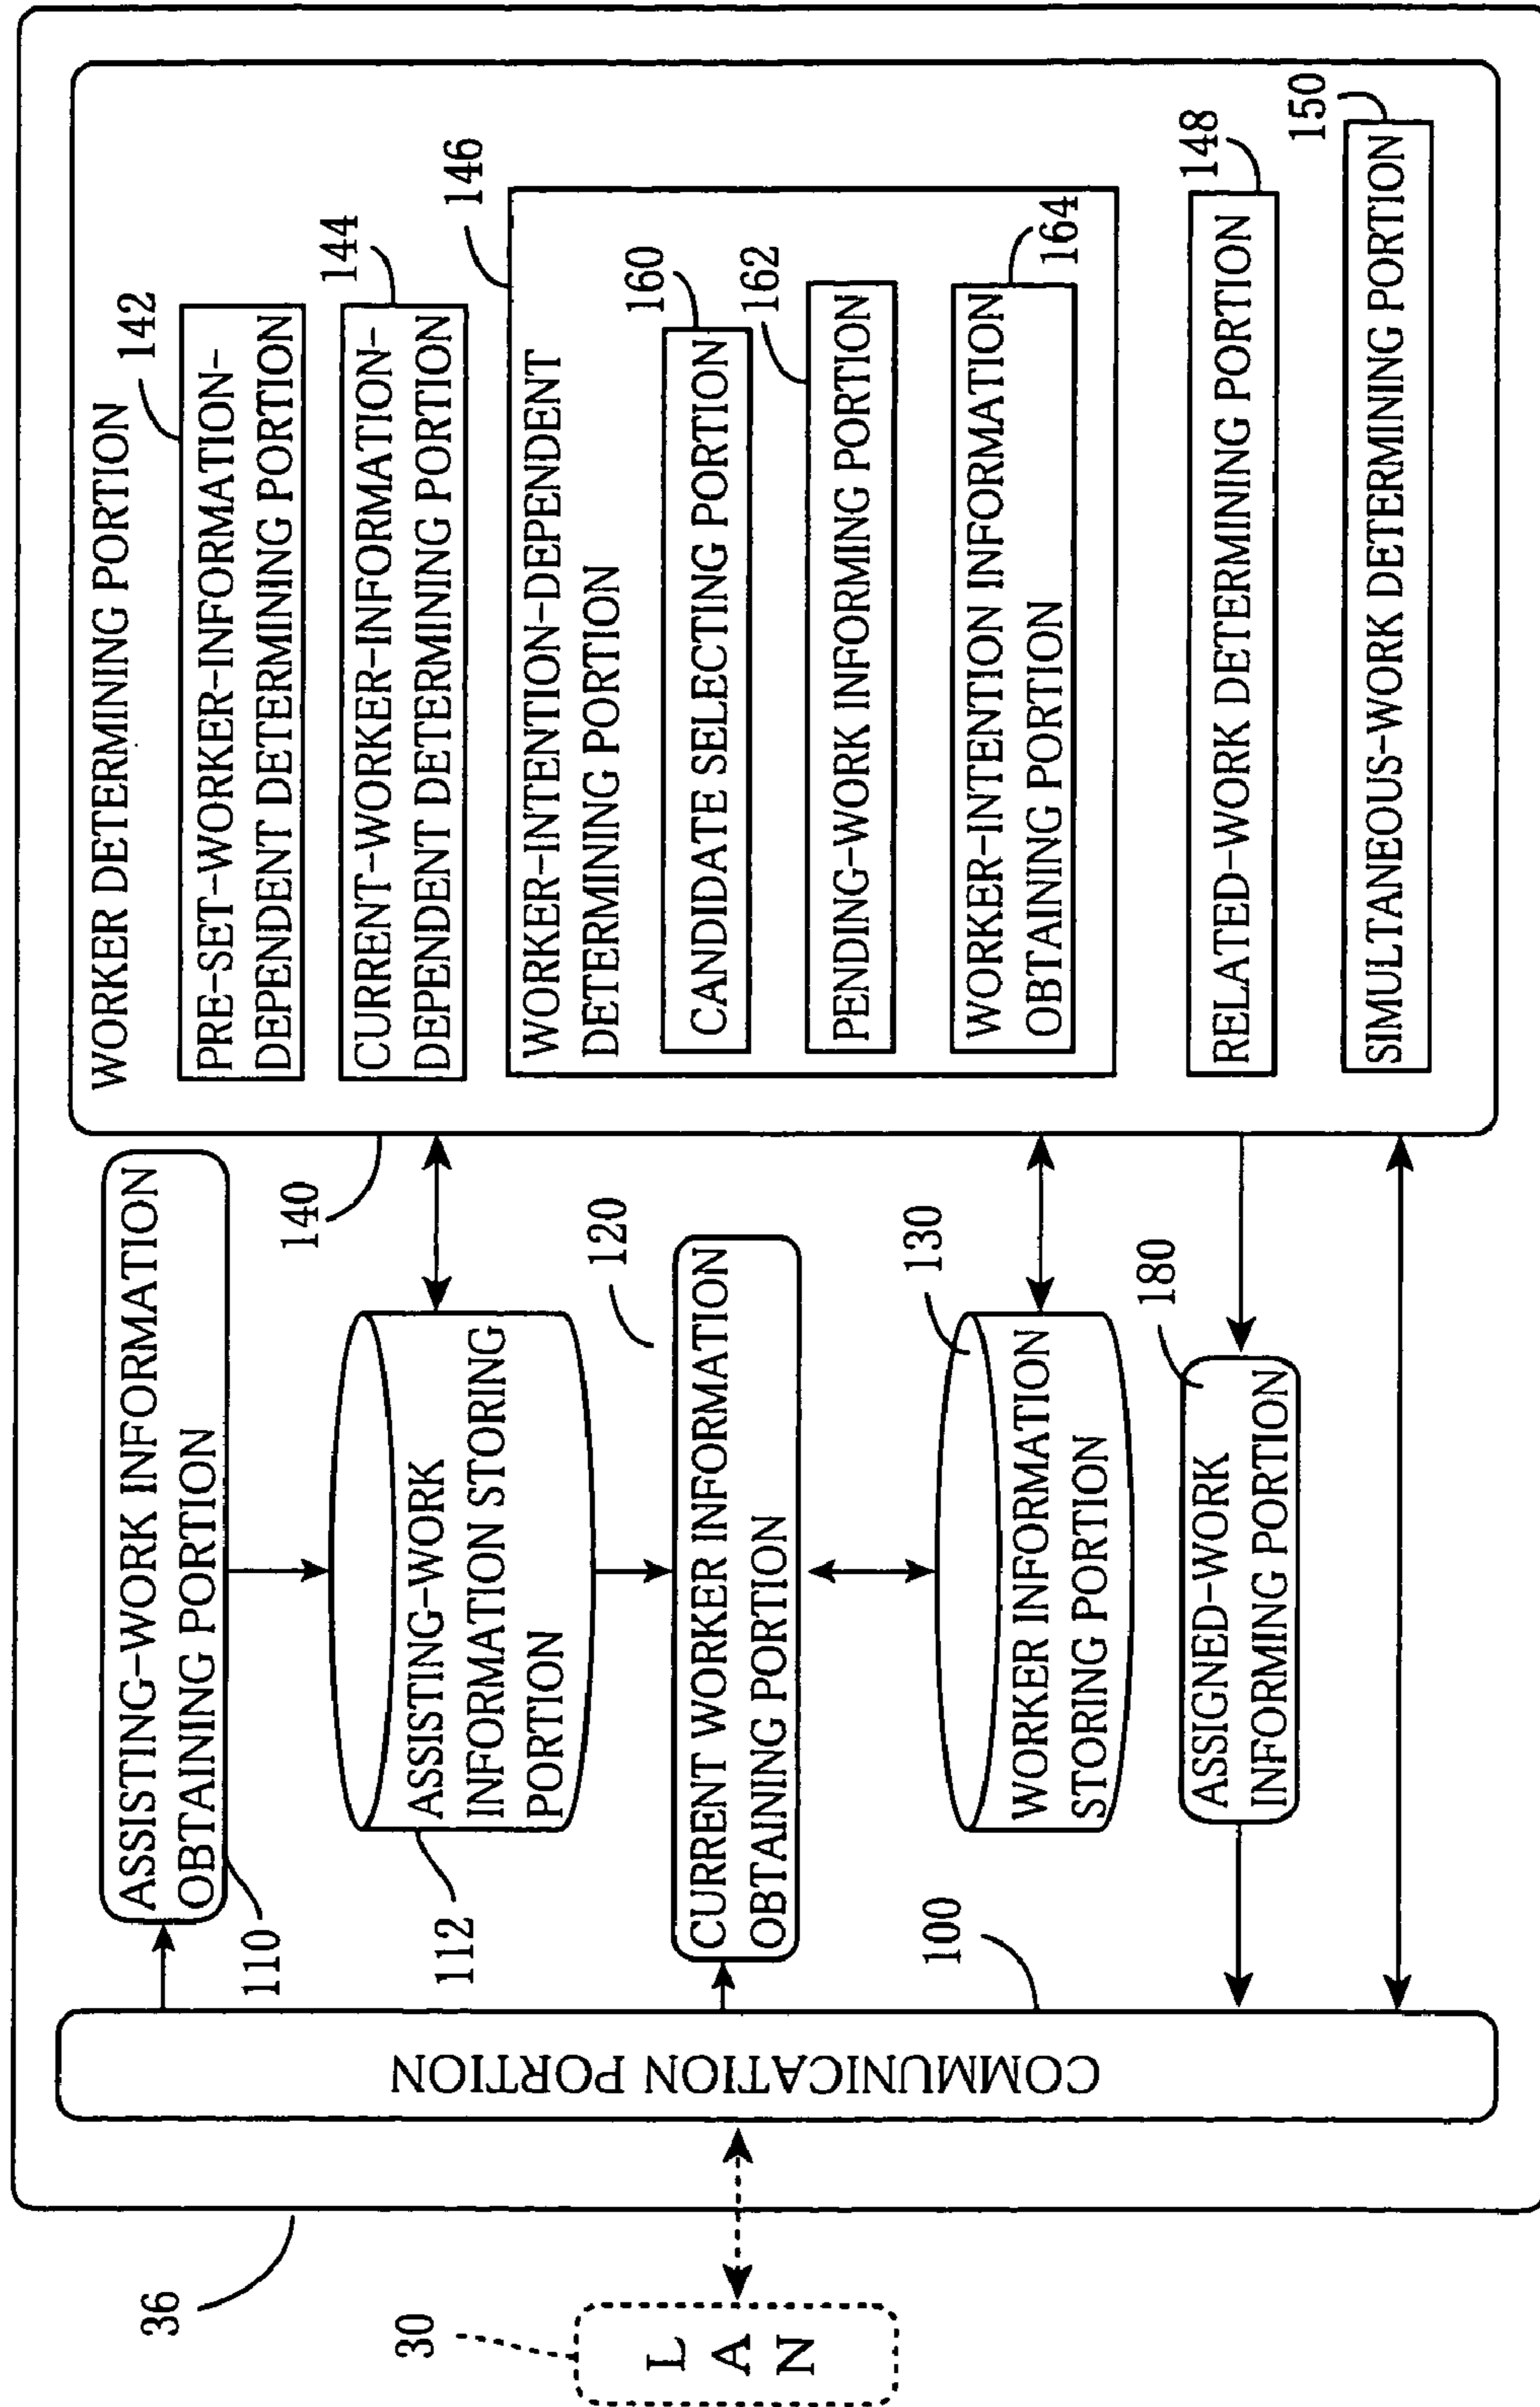 36
30
L
A
N
COMMUNICATION PORTION
100
ASSISTING-WORK INFORMATION
OBTAINING PORTION
110
ASSISTING-WORK
INFORMATION STORING
PORTION
112
CURRENT WORKER INFORMATION
OBTAINING PORTION
120
WORKER INFORMATION
STORING PORTION
130
ASSIGNED-WORK
INFORMING PORTION
180
140
WORKER DETERMINING PORTION
PRE-SET-WORKER-INFORMATION-
DEPENDENT DETERMINING PORTION
142
CURRENT-WORKER-INFORMATION-
DEPENDENT DETERMINING PORTION
144
WORKER-INTENTION-DEPENDENT
DETERMINING PORTION
146
CANDIDATE SELECTING PORTION
160
PENDING-WORK INFORMING PORTION
162
WORKER-INTENTION INFORMATION
OBTAINING PORTION
164
RELATED-WORK DETERMINING PORTION
148
SIMULTANEOUS-WORK DETERMINING PORTION
150